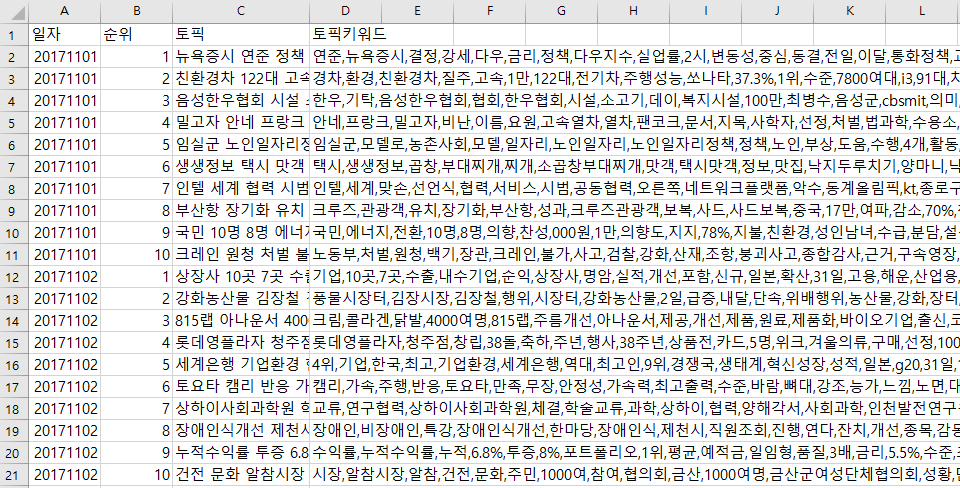 A B C D E F G H I J K L
1 일자 순위 토픽 토픽키워드
2 20171101 1 뉴욕증시 연준 정책 연준,뉴욕증시,결정,강세,다우,금리,정책,다우지수,실업률,2시,변동성,중심,동결,전일,이달,통화정책,고
3 20171101 2 친환경차 122대 고속 경차,환경,친환경차,질주,고속,1만,122대,전기차,주행성능,쏘나타,37.3%,1위,수준,7800여대,i3,91대,치
4 20171101 3 음성한우협회 시설 한우,기탁,음성한우협회,협회,한우협회,시설,소고기,데이,복지시설,100만,최병수,음성군,cbsmit,의미
5 20171101 4 밀고자 안네 프랑크 안네,프랑크,밀고자,비난,이름,요원,고속열차,열차,팬코크,문서,지목,사학자,선정,처벌,법과학,수용소,
6 20171101 5 임실군 노인일자리정 임실군,모델로,농촌사회,모델,일자리,노인일자리,노인일자리정책,정책,노인,부상,도움,수행,4개,활동,
7 20171101 6 생생정보 택시 맛객 택시,생생정보,곱창,부대찌개,찌개,소곱창부대찌개,맛객,택시맛객,정보,맛집,낙지두루치기,양마니,낙
8 20171101 7 인텔 세계 협력 시범 인텔,세계,맞손,선언식,협력,서비스,시범,공동협력,오른쪽,네트워크플랫폼,악수,동계올림픽,kt,종로구
9 20171101 8 부산항 장기화 유치 크루즈,관광객,유치,장기화,부산항,성과,크루즈관광객,보복,사드,사드보복,중국,17만,여파,감소,70%,
10 20171101 9 국민 10명 8명 에너지 국민,에너지,전환,10명,8명,의향,찬성,000원,1만,의향도,지지,78%,지불,친환경,성인남녀,수급,분담,설
11 20171101 10 크레인 원청 처벌 불 노동부,처벌,원청,백기,장관,크레인,불가,사고,검찰,강화,산재,조항,붕괴사고,종합감사,근거,구속영장,
12 20171102 1 상장사 10곳 7곳 수출 기업,10곳,7곳,수출,내수기업,순익,상장사,명암,실적,개선,포함,신규,일본,확산,31일,고용,해운,산업용,
13 20171102 2 강화농산물 김장철 풍물시장터,김장시장,김장철,행위,시장터,강화농산물,2일,급증,내달,단속,위배행위,농산물,강화,장터,
14 20171102 3 815랩 아나운서 400 크림,콜라겐,닭발,4000여명,815랩,주름개선,아나운서,제공,개선,제품,원료,제품화,바이오기업,출신,코
15 20171102 4 롯데영플라자 청주점 롯데영플라자,청주점,창립,38돌,축하,주년,행사,38주년,상품전,카드,5명,위크,겨울의류,구매,선정,100
16 20171102 5 세계은행 기업환경 4위,기업,한국,최고,기업환경,세계은행,역대,최고인,9위,경쟁국,생태계,혁신성장,성적,일본,g20,31일,
17 20171102 6 토요타 캠리 반응 가 캠리,가속,주행,반응,토요타,만족,무장,안정성,가속력,최고출력,수준,바람,뼈대,강조,능가,느낌,노면,대
18 20171102 7 상하이사회과학원 학 교류,연구협력,상하이사회과학원,체결,학술교류,과학,상하이,협력,양해각서,사회과학,인천발전연구
19 20171102 8 장애인식개선 제천시 장애인,비장애인,특강,장애인식개선,한마당,장애인식,제천시,직원조회,진행,연다,잔치,개선,종목,감동
20 20171102 9 누적수익률 투증 6.8 수익률,누적수익률,누적,6.8%,투증,8%,포트폴리오,1위,평균,예적금,일임형,품질,3배,금리,5.5%,수준,
21 20171102 10 건전 문화 알참시장 시장,알참시장,알참,건전,문화,주민,1000여,참여,협의회,금산,1000여명,금산군여성단체협의회,성황,